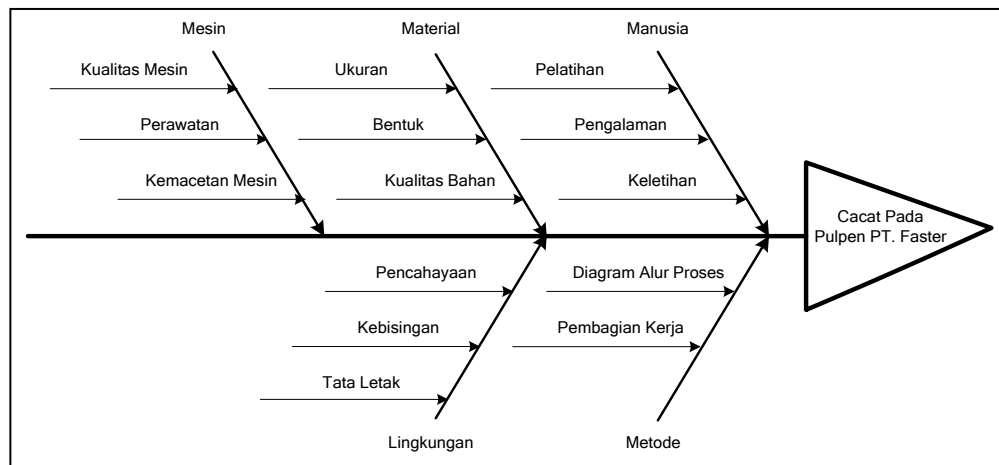 Mesin
Material
Manusia
Kualitas Mesin
Ukuran
Pelatihan
Perawatan
Bentuk
Pengalaman
Kemacetan Mesin
Kualitas Bahan
Keletihan
Cacat Pada
Pulpen PT. Faster
Pencahayaan
Diagram Alur Proses
Kebisingan
Pembagian Kerja
Tata Letak
Lingkungan
Metode